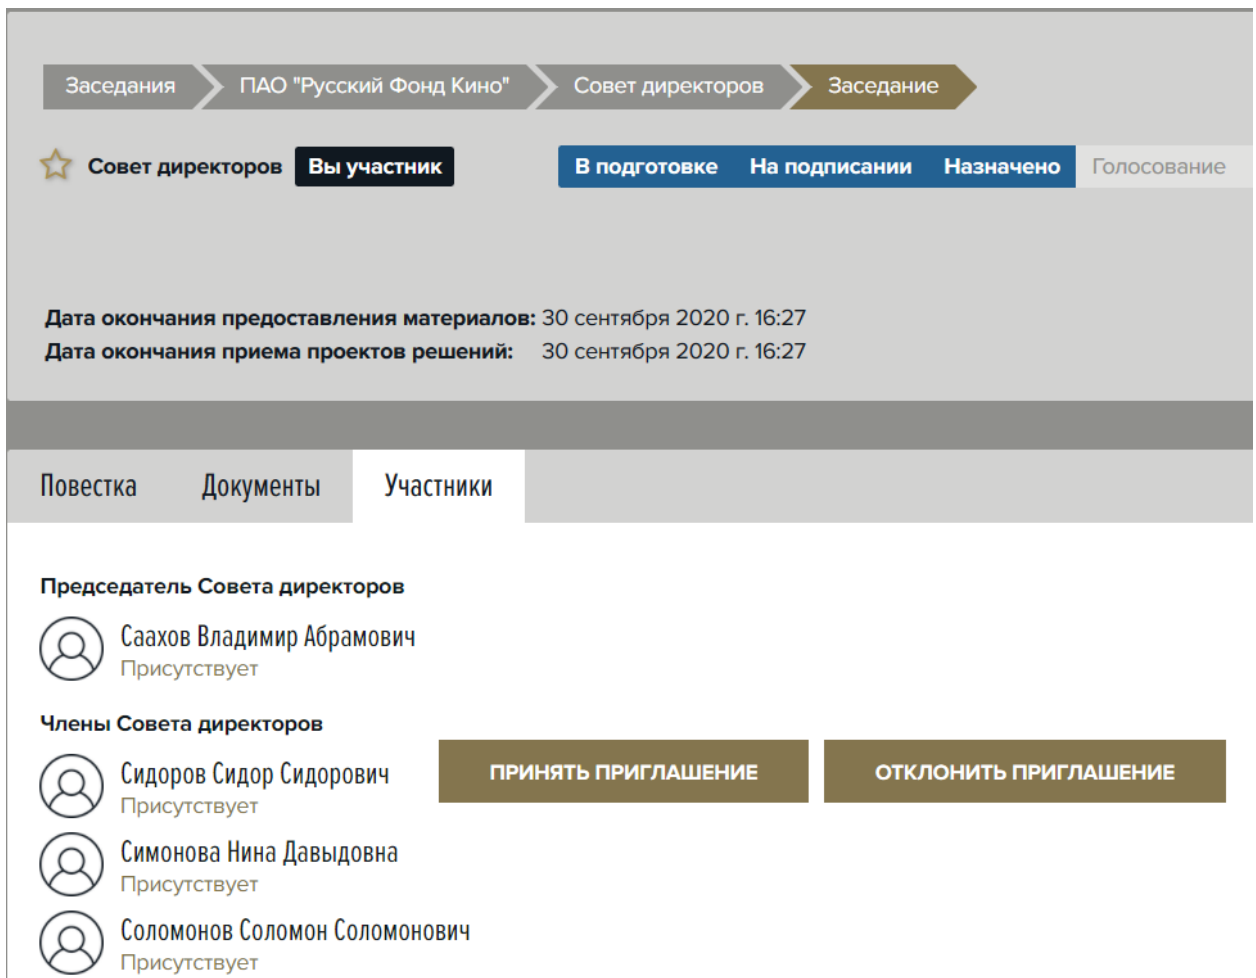 Заседания ПАО "Русский Фонд Кино" Совет директоров Заседание
Совет директоров Вы участник В подготовке На подписании Назначено Голосование
Дата окончания предоставления материалов: 30 сентября 2020 г. 16:27
Дата окончания приема проектов решений: 30 сентября 2020 г. 16:27
Повестка Документы Участники
Председатель Совета директоров
Саахов Владимир Абрамович
Присутствует
Члены Совета директоров
Сидоров Сидор Сидорович ПРИНЯТЬ ПРИГЛАШЕНИЕ ОТКЛОНИТЬ ПРИГЛАШЕНИЕ
Присутствует
Симонова Нина Давыдовна
Присутствует
Соломонов Соломон Соломонович
Присутствует